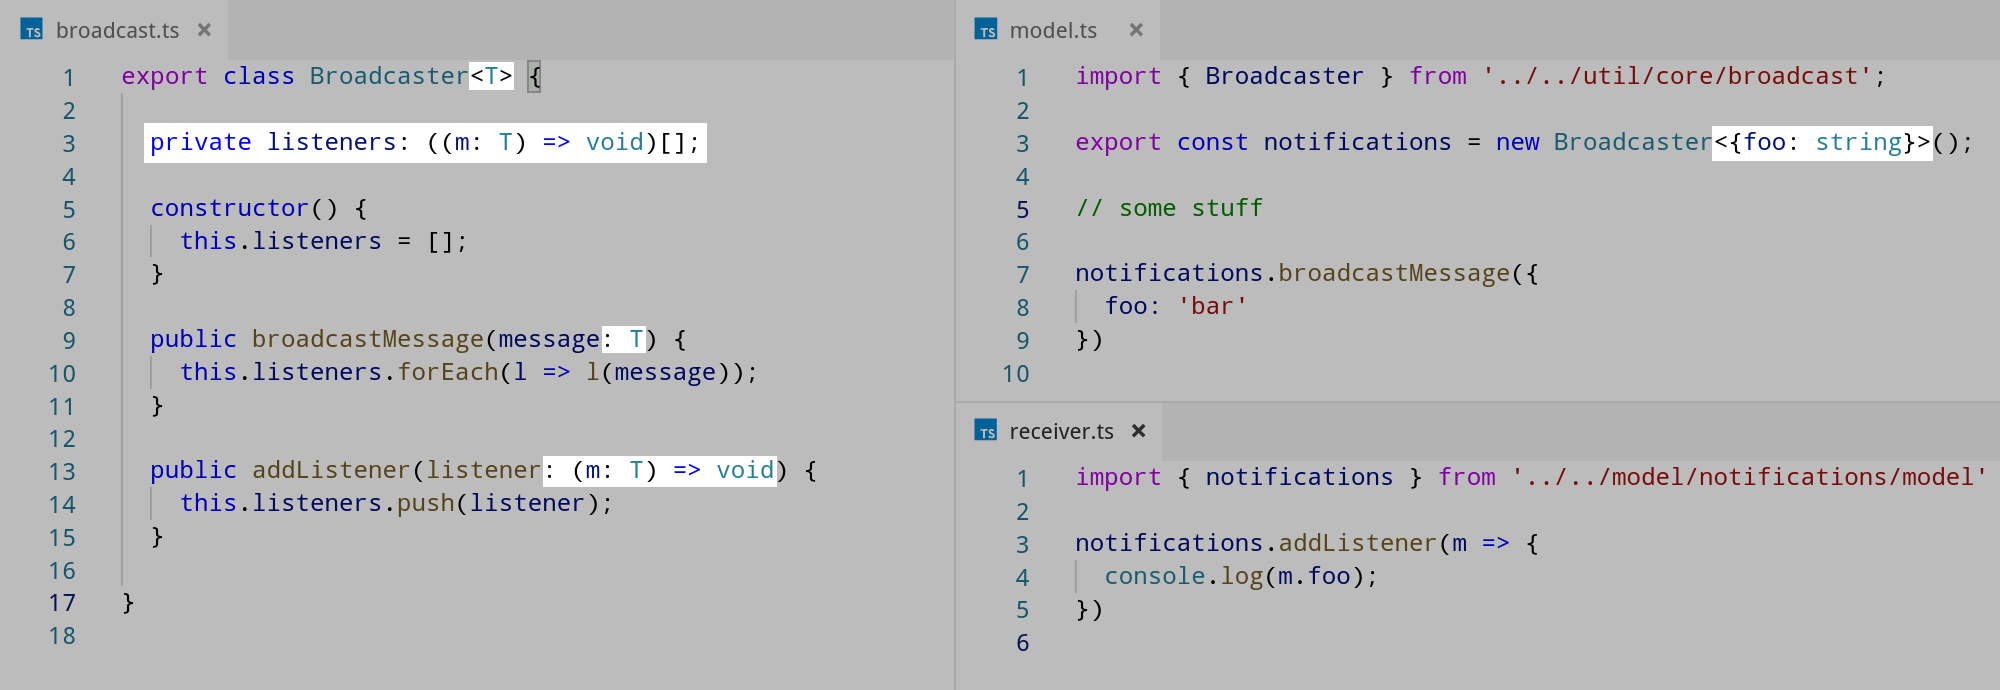 TS broadcast.ts ×
1 export class Broadcaster<T> {
2
3 private listeners: ((m: T) => void)[];
4
5 constructor() {
6 this.listeners = [];
7 }
8
9 public broadcastMessage(message: T) {
10 this.listeners.forEach(l => l(message));
11 }
12
13 public addListener(listener: (m: T) => void) {
14 this.listeners.push(listener);
15 }
16
17 }
18
TS model.ts ×
1 import { Broadcaster } from '../../util/core/broadcast';
2
3 export const notifications = new Broadcaster<{foo: string}>();
4
5 // some stuff
6
7 notifications.broadcastMessage({
8 foo: 'bar'
9 })
10
TS receiver.ts ×
1 import { notifications } from '../../model/notifications/model'
2
3 notifications.addListener(m => {
4 console.log(m.foo);
5 })
6